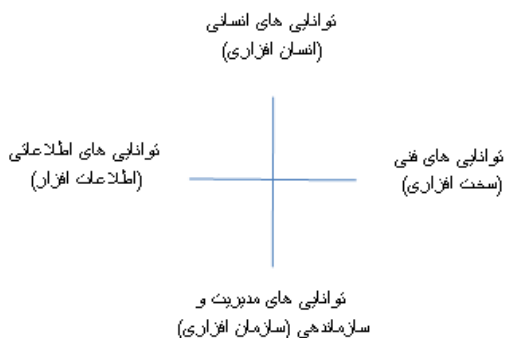 توانایی های انسانی
(انسان افزاری)
توانایی های فنی
(سخت افزاری)
توانایی های اطلاعاتی
(اطلاعات افزار)
توانایی های مدیریت و
سازماندهی (سازمان افزاری)